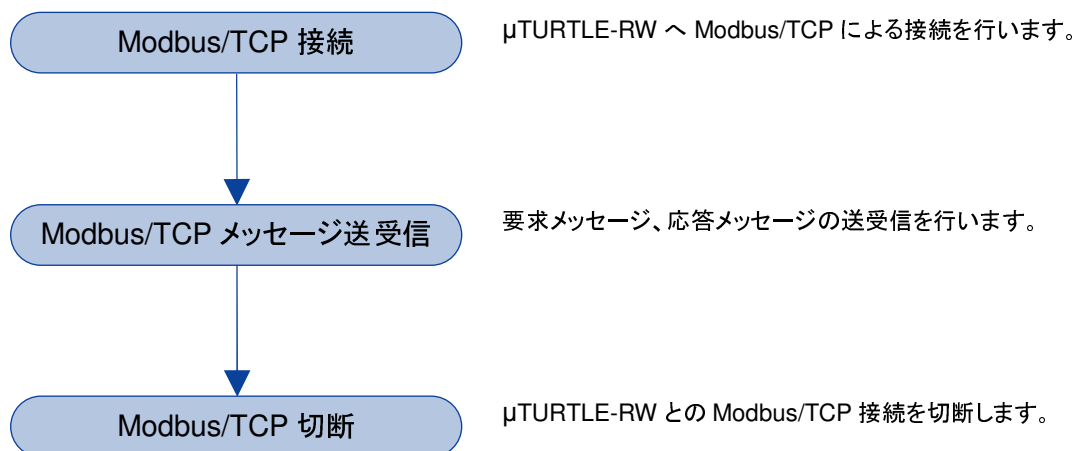 Modbus/TCP 接続
μTURTLE-RW へ Modbus/TCP による接続を行います。
Modbus/TCP メッセージ送受信
要求メッセージ、応答メッセージの送受信を行います。
Modbus/TCP 切断
μTURTLE-RW との Modbus/TCP 接続を切断します。